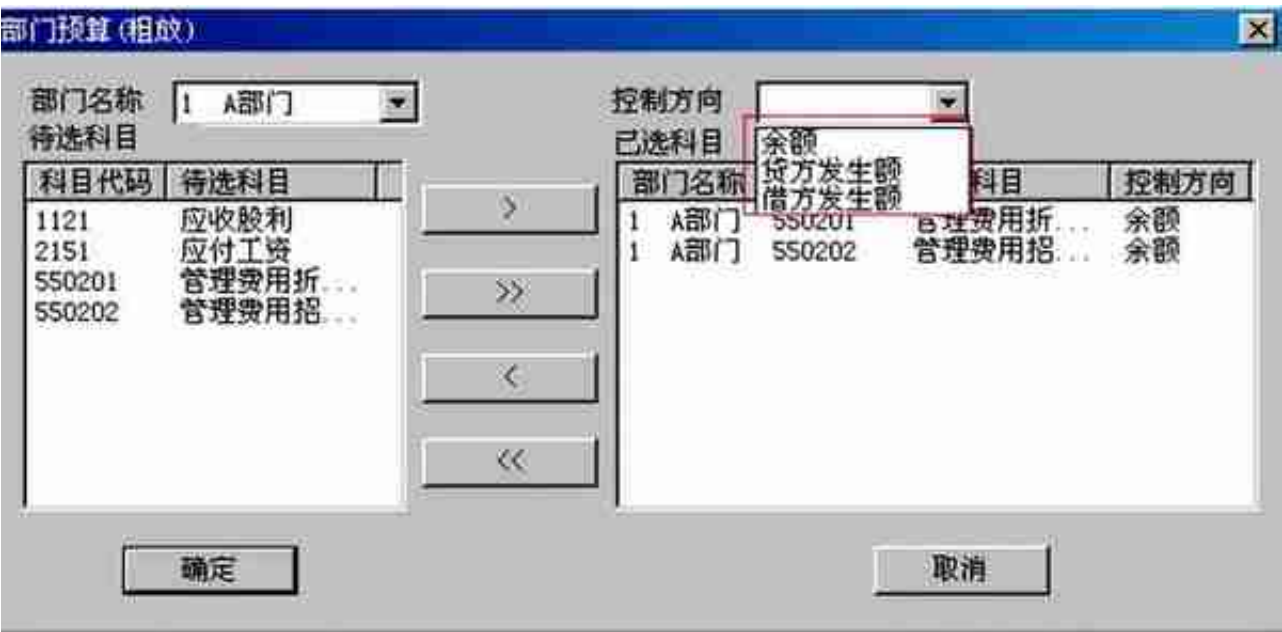 部门预算(粗放)
部门名称 1 A部门 控制方向
待选科目 已选科目
余额
贷方发生额
借方发生额
科目代码 待选科目 部门名称 科目 控制方向
1121 应收股利 1 A部门 550201 管理费用折... 余额
2151 应付工资 1 A部门 550202 管理费用招... 余额
550201 管理费用折...
550202 管理费用招...
>
>>
<
<<
确定 取消